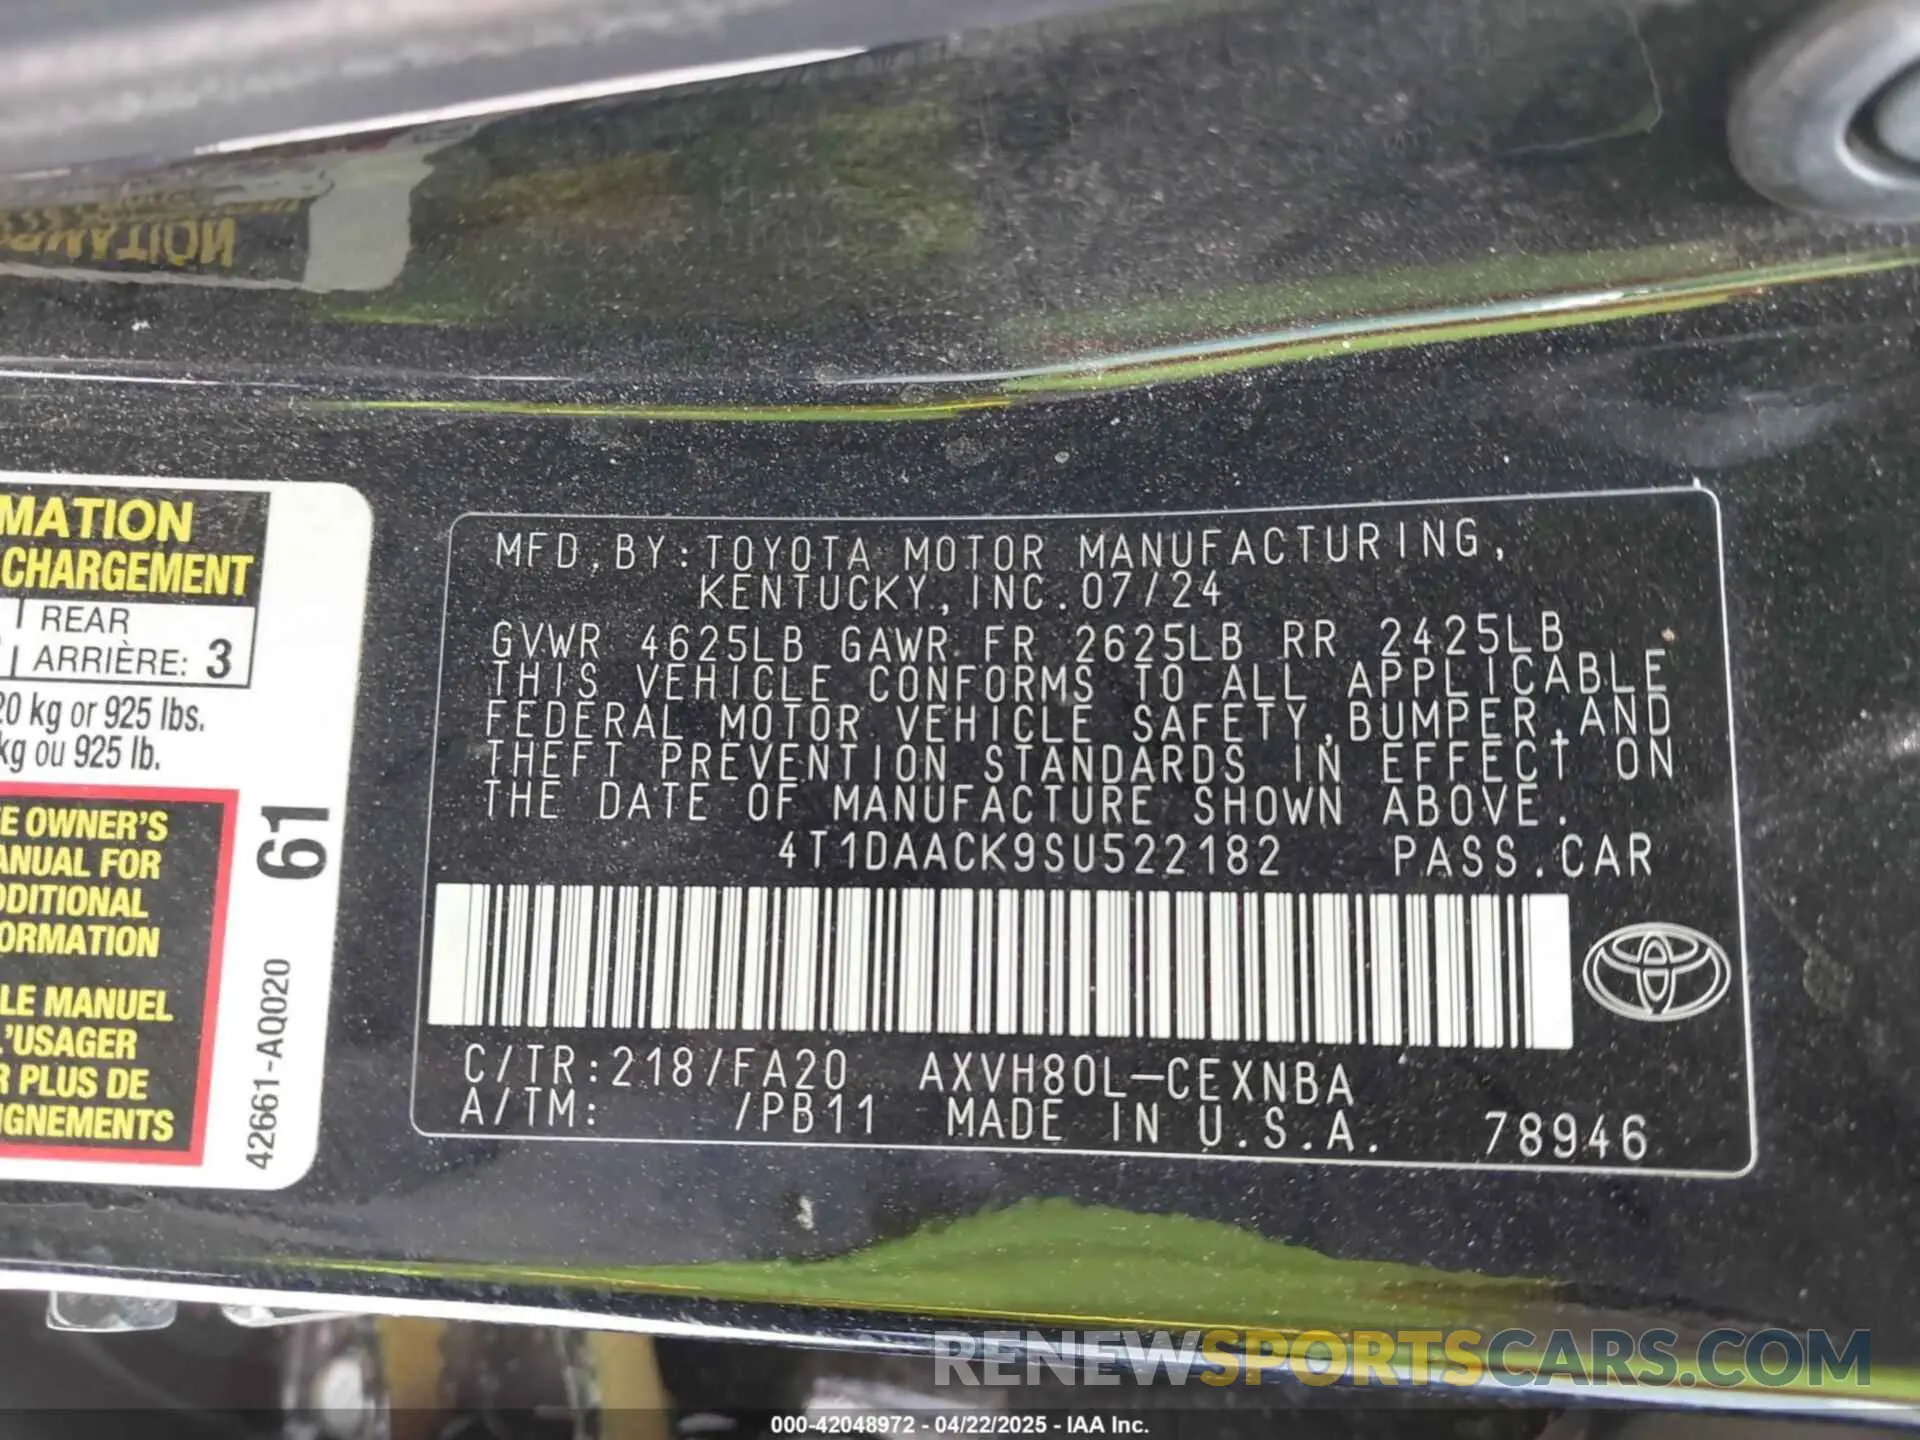 MATION
CHARGEMENT
REAR
ARRIÈRE: 3
20 kg or 925 lbs.
kg ou 925 lb.
E OWNER'S
ANUAL FOR
DDITIONAL
ORMATION
LE MANUEL
L'USAGER
R PLUS DE
IGNEMENTS
61
42661-AQ020
MFD.BY:TOYOTA MOTOR MANUFACTURING,
KENTUCKY, INC.07/24
GVWR 4625LB GAWR FR 2625LB RR 2425LB
THIS VEHICLE CONFORMS TO ALL APPLICABLE
FEDERAL MOTOR VEHICLE SAFETY,BUMPER,AND
THEFT PREVENTION STANDARDS IN EFFECT ON
THE DATE OF MANUFACTURE SHOWN ABOVE.
4T1DAACK9SU522182 PASS.CAR
C/TR:218/FA20 AXVH80L-CEXNBA
A/TM: /PB11 MADE IN U.S.A. 78946
RENEWSPORTSCARS.COM
000-42048972 - 04/22/2025 - IAA Inc.